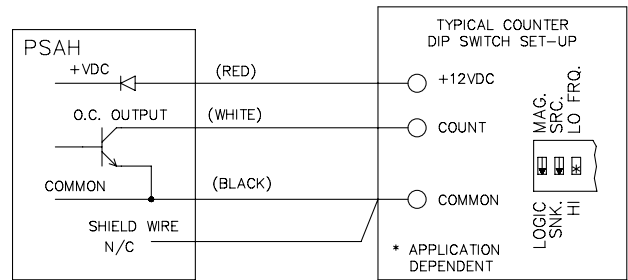 TYPICAL COUNTER
DIP SWITCH SET-UP
PSAH
+VDC
(RED)
+12VDC
O.C. OUTPUT
(WHITE)
COUNT
COMMON
(BLACK)
COMMON
SHIELD WIRE
N/C
MAG.
SRC.
LO FRQ.
*
LOGIC
SNK.
HI
* APPLICATION
DEPENDENT